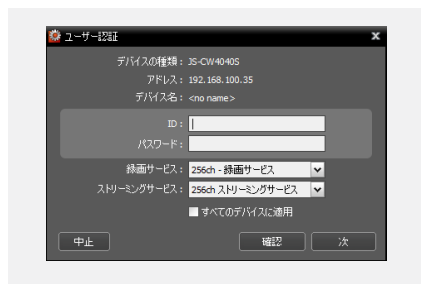 ユーザー認証 x
デバイスの種類 : JS-CW4040S
アドレス : 192.168.100.35
デバイス名 : <no name>
ID :
パスワード :
録画サービス : 256ch - 録画サービス
ストリーミングサービス : 256ch ストリーミングサービス
すべてのデバイスに適用
中止 確認 次